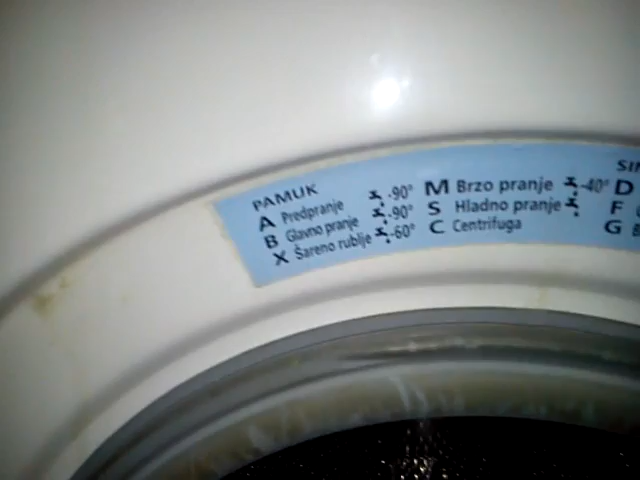 PAMUK
A Predpranje -90°
B Glavno pranje -90°
X Šareno rublje -60°
M Brzo pranje -40°
S Hladno pranje
C Centrifuga
D
F
G